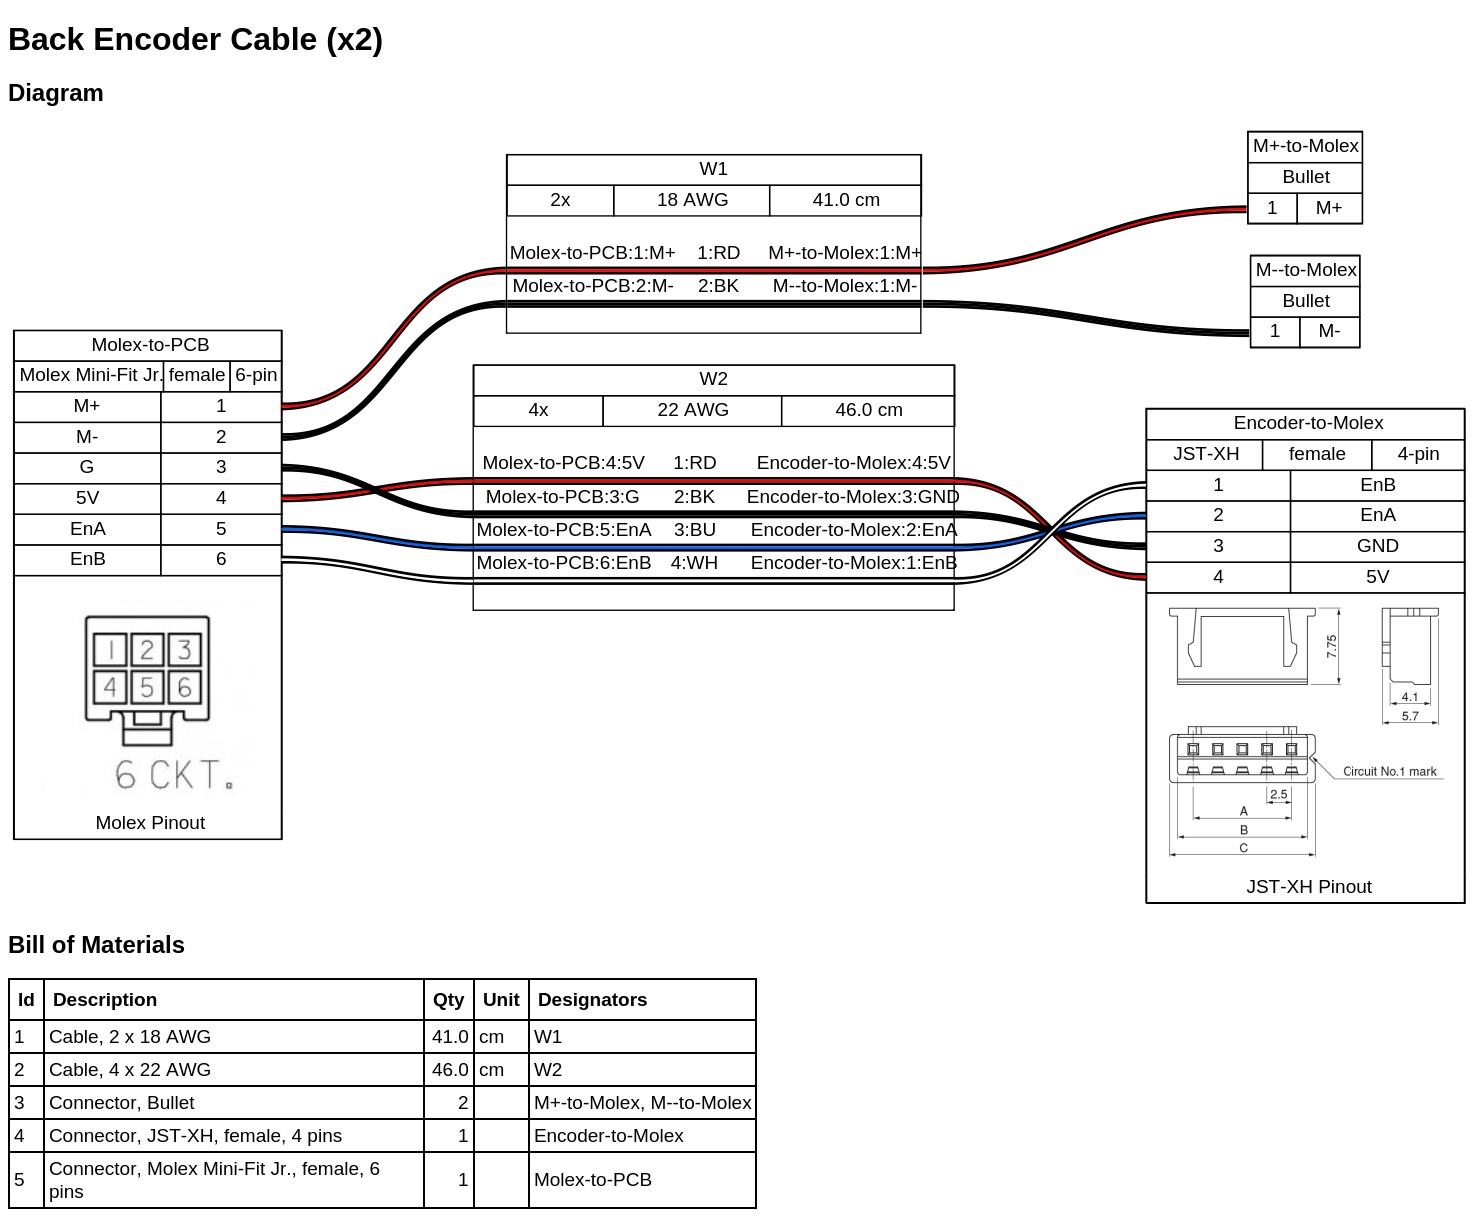 Back Encoder Cable (x2)
Diagram
W1
2x 18 AWG 41.0 cm
Molex-to-PCB:1:M+ 1:RD M+-to-Molex:1:M+
Molex-to-PCB:2:M- 2:BK M--to-Molex:1:M-
M+-to-Molex
Bullet
1 M+
M--to-Molex
Bullet
1 M-
Molex-to-PCB
Molex Mini-Fit Jr. female 6-pin
M+ 1
M- 2
G 3
5V 4
EnA 5
EnB 6
1 2 3
4 5 6
6 CKT.
Molex Pinout
W2
4x 22 AWG 46.0 cm
Molex-to-PCB:4:5V 1:RD Encoder-to-Molex:4:5V
Molex-to-PCB:3:G 2:BK Encoder-to-Molex:3:GND
Molex-to-PCB:5:EnA 3:BU Encoder-to-Molex:2:EnA
Molex-to-PCB:6:EnB 4:WH Encoder-to-Molex:1:EnB
Encoder-to-Molex
JST-XH female 4-pin
1 EnB
2 EnA
3 GND
4 5V
7.75
4.1
5.7
Circuit No.1 mark
2.5
A
B
C
JST-XH Pinout
Bill of Materials
Id Description Qty Unit Designators
1 Cable, 2 x 18 AWG 41.0 cm W1
2 Cable, 4 x 22 AWG 46.0 cm W2
3 Connector, Bullet 2 M+-to-Molex, M--to-Molex
4 Connector, JST-XH, female, 4 pins 1 Encoder-to-Molex
5 Connector, Molex Mini-Fit Jr., female, 6
pins 1 Molex-to-PCB